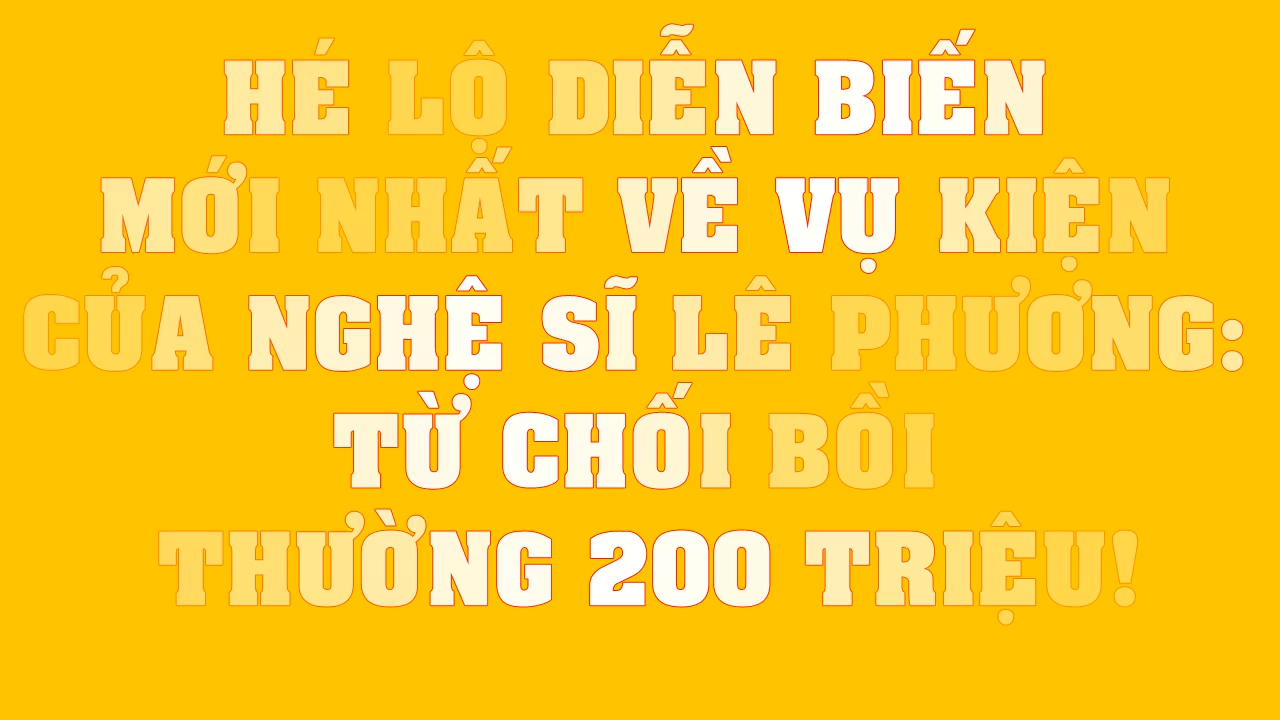 HÉ LỘ DIỄN BIẾN
MỚI NHẤT VỀ VỤ KIỆN
CỦA NGHỆ SĨ LÊ PHƯƠNG:
TỪ CHỐI BỒI
THƯỜNG 200 TRIỆU!